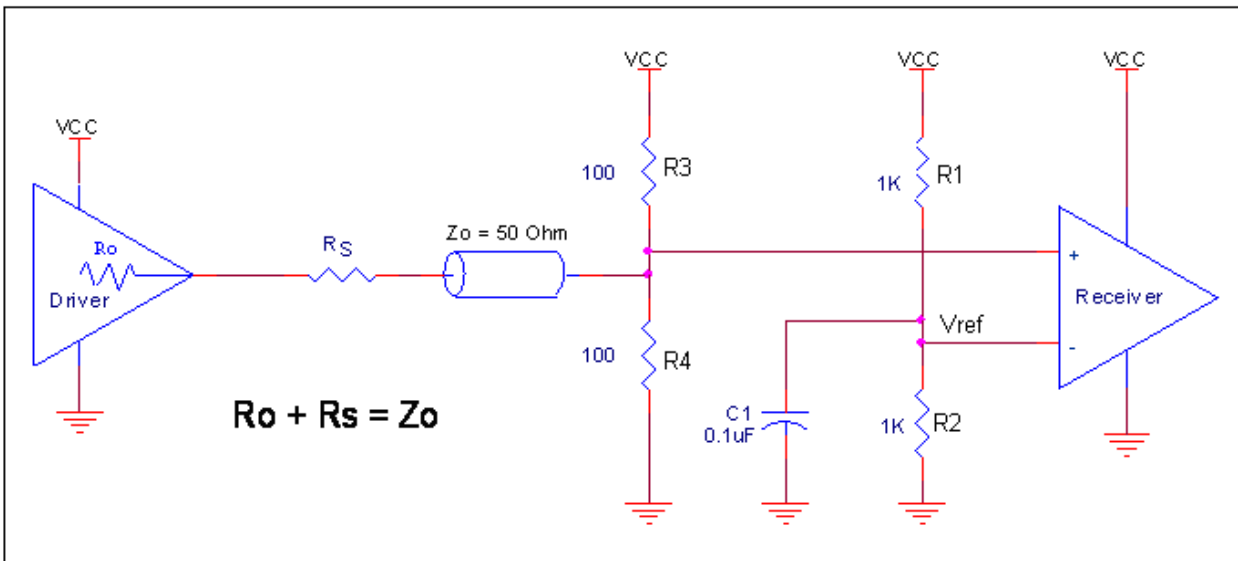 VCC
VCC
VCC
VCC
100
R3
1K
R1
Zo = 50 Ohm
Rs
Ro
Driver
+
Receiver
Vref
-
100
R4
Ro + Rs = Zo
C1
0.1uF
1K
R2